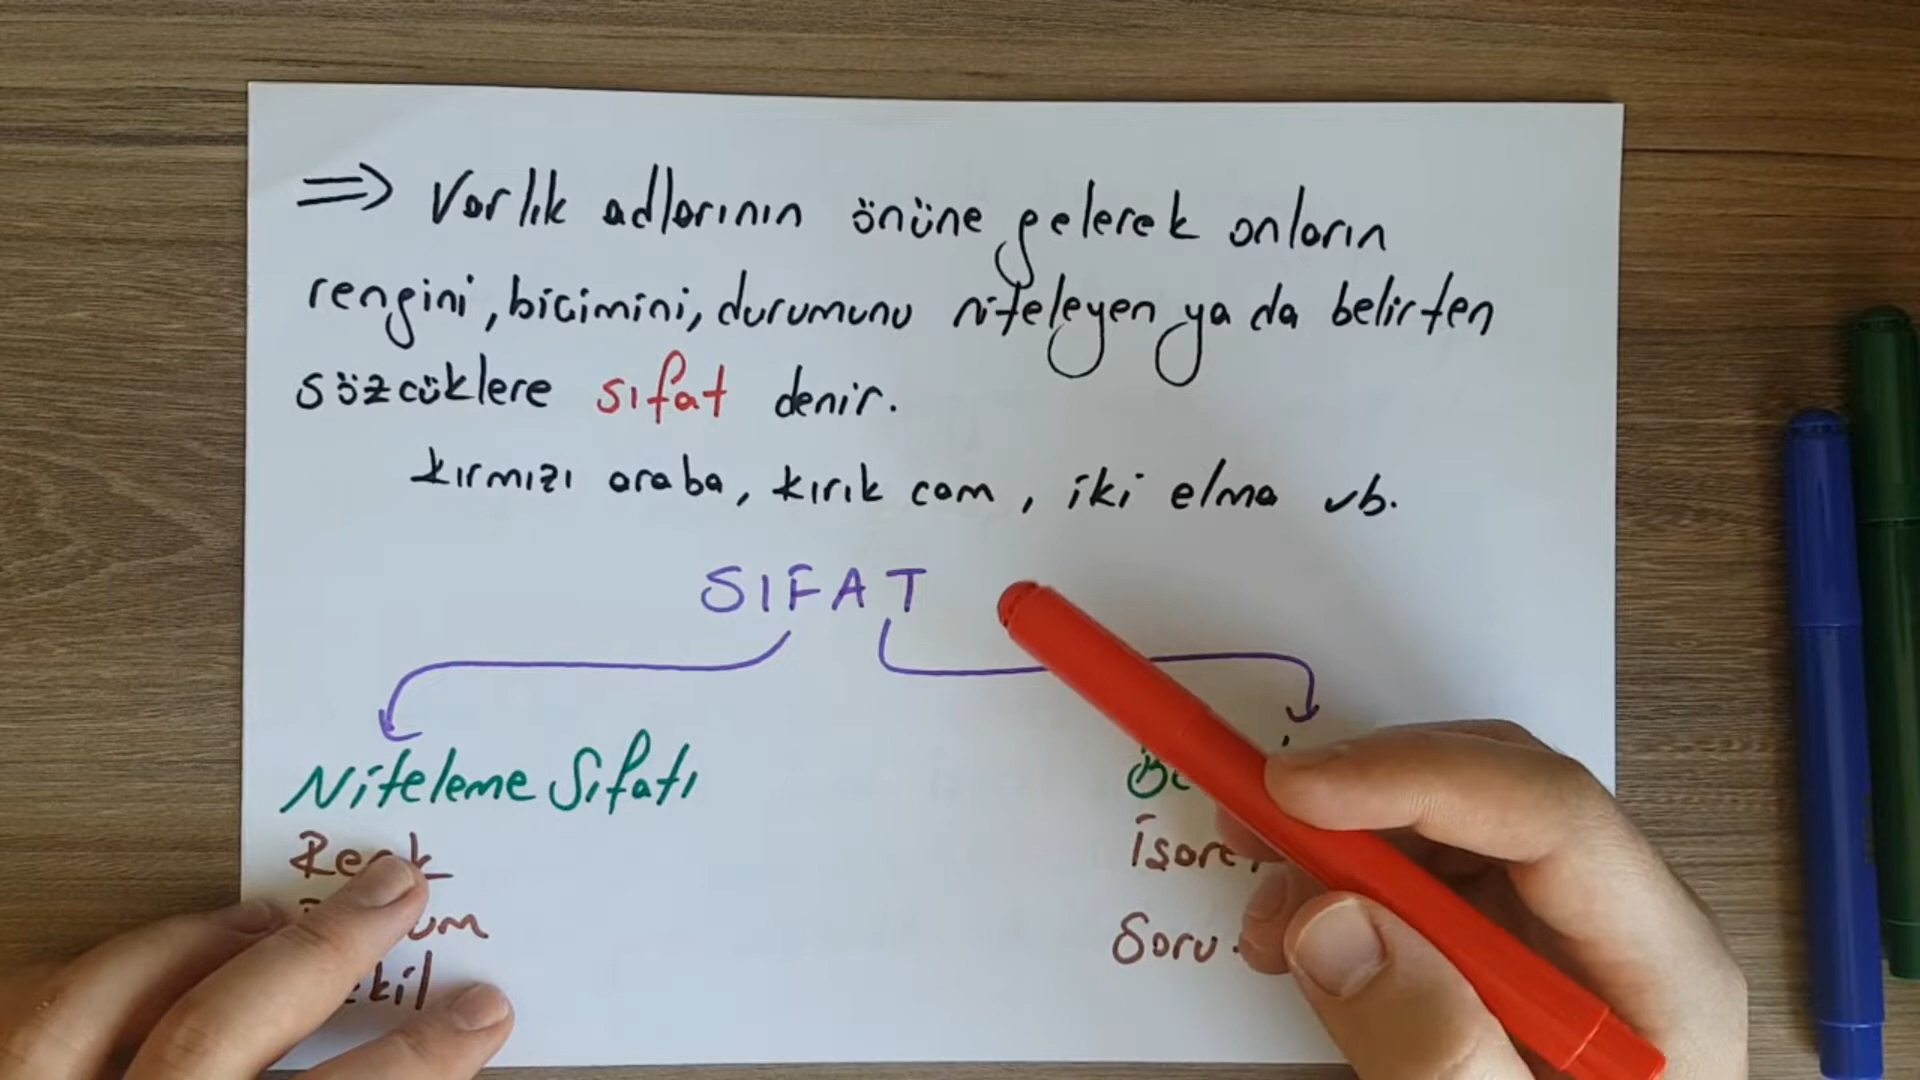 ⇒ Varlık adlarının önüne gelerek onların
rengini, biçimini, durumunu niteleyen ya da belirten
sözcüklere sıfat denir.
kırmızı araba, kırık cam, iki elma vb.
SIFAT
Niteleme Sıfatı
Renk
Soru